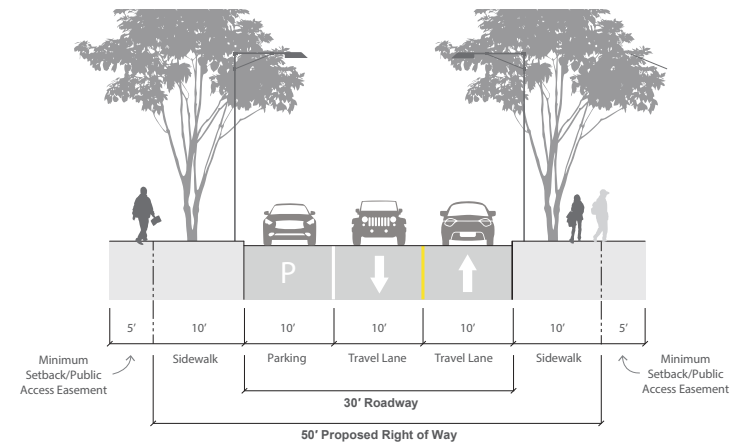 P
5′
10′
10′
10′
10′
10′
5′
Minimum
Setback/Public
Access Easement
Sidewalk
Parking
Travel Lane
Travel Lane
Sidewalk
Minimum
Setback/Public
Access Easement
30′ Roadway
50′ Proposed Right of Way